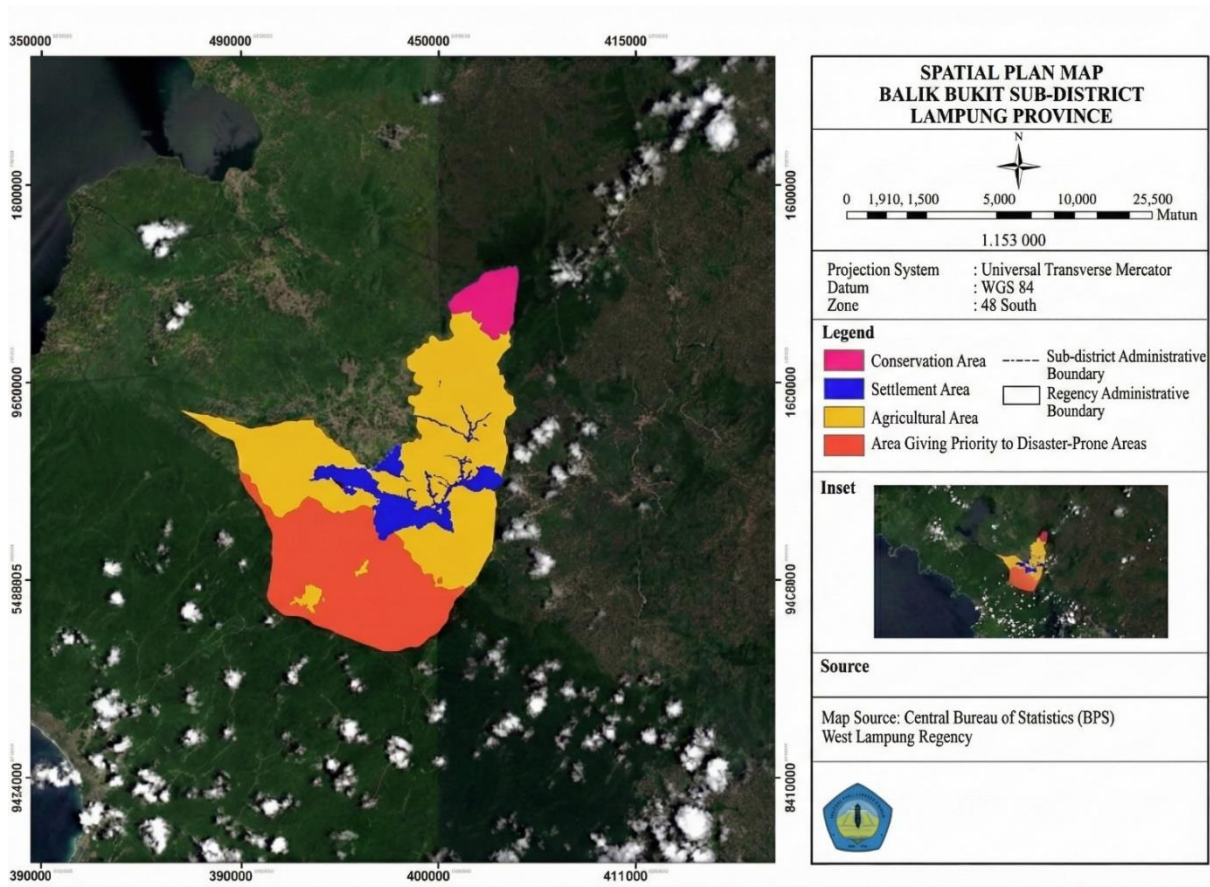 350000 490000 450000 415000
1800000
9600000
5488805
9424000
1600000
1600000
94C8800
8410000
390000 390000 400000 411000
SPATIAL PLAN MAP
BALIK BUKIT SUB-DISTRICT
LAMPUNG PROVINCE
N
0 1,910, 1,500 5,000 10,000 25,500
Matun
1.153 000
Projection System : Universal Transverse Mercator
Datum : WGS 84
Zone : 48 South
Legend
Conservation Area
Settlement Area
Agricultural Area
Area Giving Priority to Disaster-Prone Areas
Sub-district Administrative
Boundary
Regency Administrative
Boundary
Inset
Source
Map Source: Central Bureau of Statistics (BPS)
West Lampung Regency